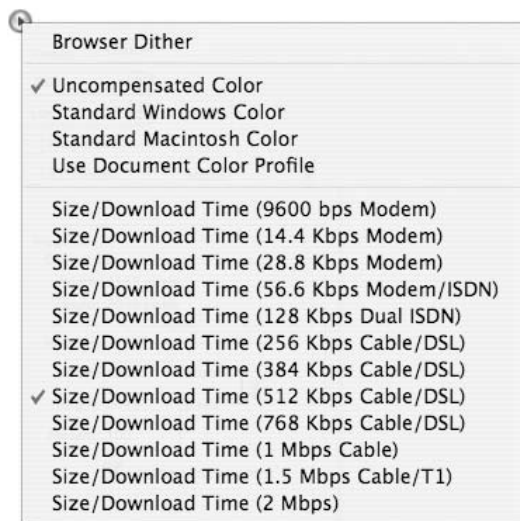 Browser Dither
✓ Uncompensated Color
Standard Windows Color
Standard Macintosh Color
Use Document Color Profile
Size/Download Time (9600 bps Modem)
Size/Download Time (14.4 Kbps Modem)
Size/Download Time (28.8 Kbps Modem)
Size/Download Time (56.6 Kbps Modem/ISDN)
Size/Download Time (128 Kbps Dual ISDN)
Size/Download Time (256 Kbps Cable/DSL)
Size/Download Time (384 Kbps Cable/DSL)
✓ Size/Download Time (512 Kbps Cable/DSL)
Size/Download Time (768 Kbps Cable/DSL)
Size/Download Time (1 Mbps Cable)
Size/Download Time (1.5 Mbps Cable/T1)
Size/Download Time (2 Mbps)